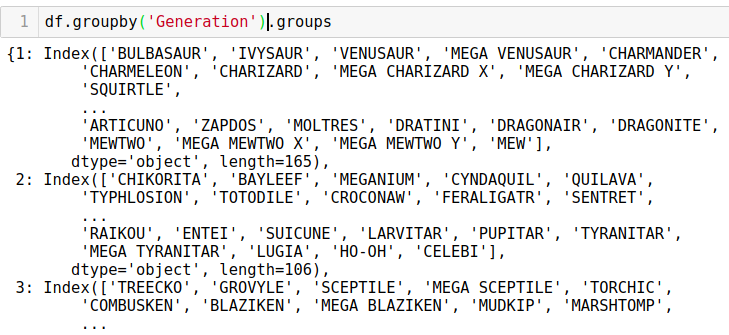 1 df.groupby('Generation').groups
{1: Index(['BULBASAUR', 'IVYSAUR', 'VENUSAUR', 'MEGA VENUSAUR', 'CHARMANDER',
'CHARMELEON', 'CHARIZARD', 'MEGA CHARIZARD X', 'MEGA CHARIZARD Y',
'SQUIRTLE',
...
'ARTICUNO', 'ZAPDOS', 'MOLTRES', 'DRATINI', 'DRAGONAIR', 'DRAGONITE',
'MEWTWO', 'MEGA MEWTWO X', 'MEGA MEWTWO Y', 'MEW'],
dtype='object', length=165),
2: Index(['CHIKORITA', 'BAYLEEF', 'MEGANIUM', 'CYNDAQUIL', 'QUILAVA',
'TYPHLOSION', 'TOTODILE', 'CROCONAW', 'FERALIGATR', 'SENTRET',
...
'RAIKOU', 'ENTEI', 'SUICUNE', 'LARVITAR', 'PUPITAR', 'TYRANITAR',
'MEGA TYRANITAR', 'LUGIA', 'HO-OH', 'CELEBI'],
dtype='object', length=106),
3: Index(['TREECKO', 'GROVYLE', 'SCEPTILE', 'MEGA SCEPTILE', 'TORCHIC',
'COMBUSKEN', 'BLAZIKEN', 'MEGA BLAZIKEN', 'MUDKIP', 'MARSHTOMP',
...